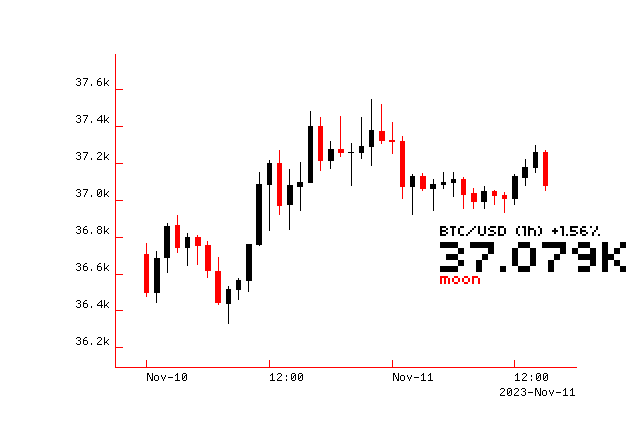 37.6k
37.4k
37.2k
37.0k
36.8k
36.6k
36.4k
36.2k
BTC/USD (1h) +1.56%
37.079K
moon
Nov-10 12:00 Nov-11 12:00
2023-Nov-11